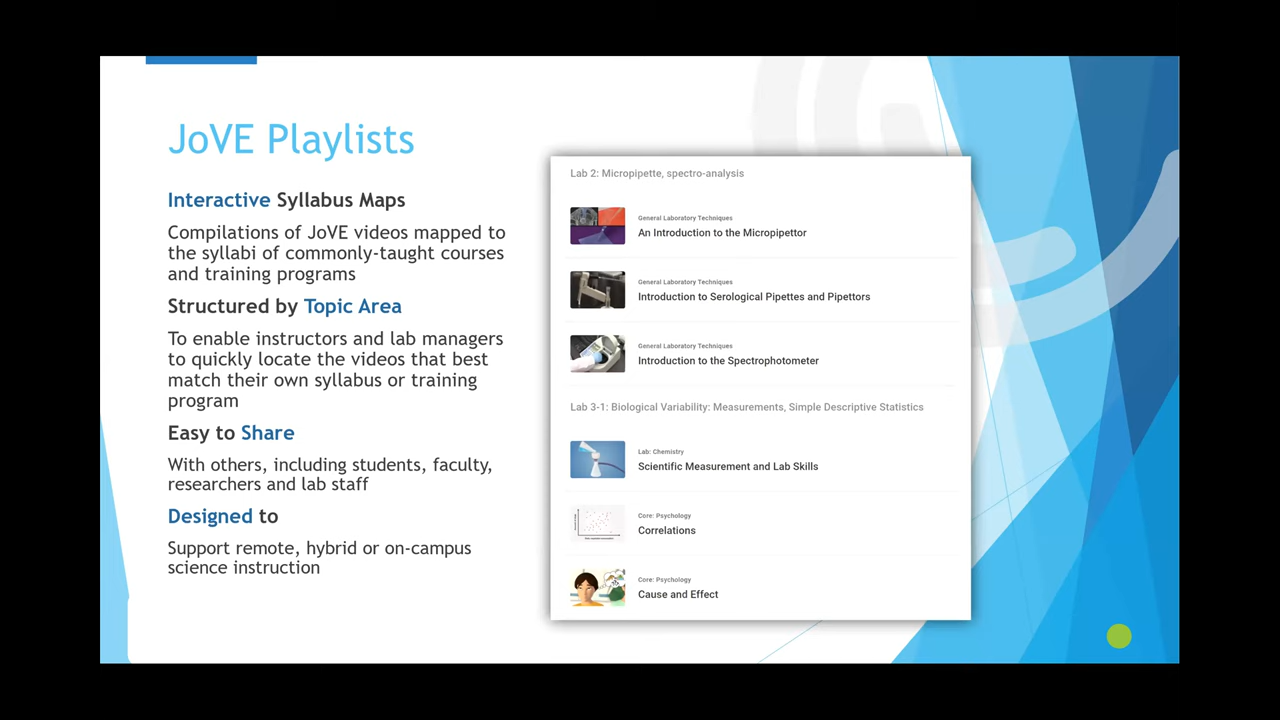 JoVE Playlists
Interactive Syllabus Maps
Compilations of JoVE videos mapped to
the syllabi of commonly-taught courses
and training programs
Structured by Topic Area
To enable instructors and lab managers
to quickly locate the videos that best
match their own syllabus or training
program
Easy to Share
With others, including students, faculty,
researchers and lab staff
Designed to
Support remote, hybrid or on-campus
science instruction
Lab 2: Micropipette, spectro-analysis
General Laboratory Techniques
An Introduction to the Micropipettor
General Laboratory Techniques
Introduction to Serological Pipettes and Pipettors
General Laboratory Techniques
Introduction to the Spectrophotometer
Lab 3-1: Biological Variability: Measurements, Simple Descriptive Statistics
Lab: Chemistry
Scientific Measurement and Lab Skills
Core: Psychology
Correlations
Core: Psychology
Cause and Effect